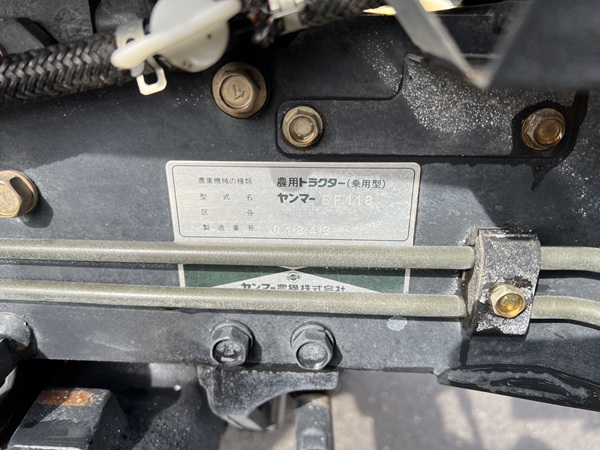 農業機械の種類 農用トラクター(乗用型)
型式名 ヤンマー EF118
区分
製造番号 01849
ヤンマー農機株式会社